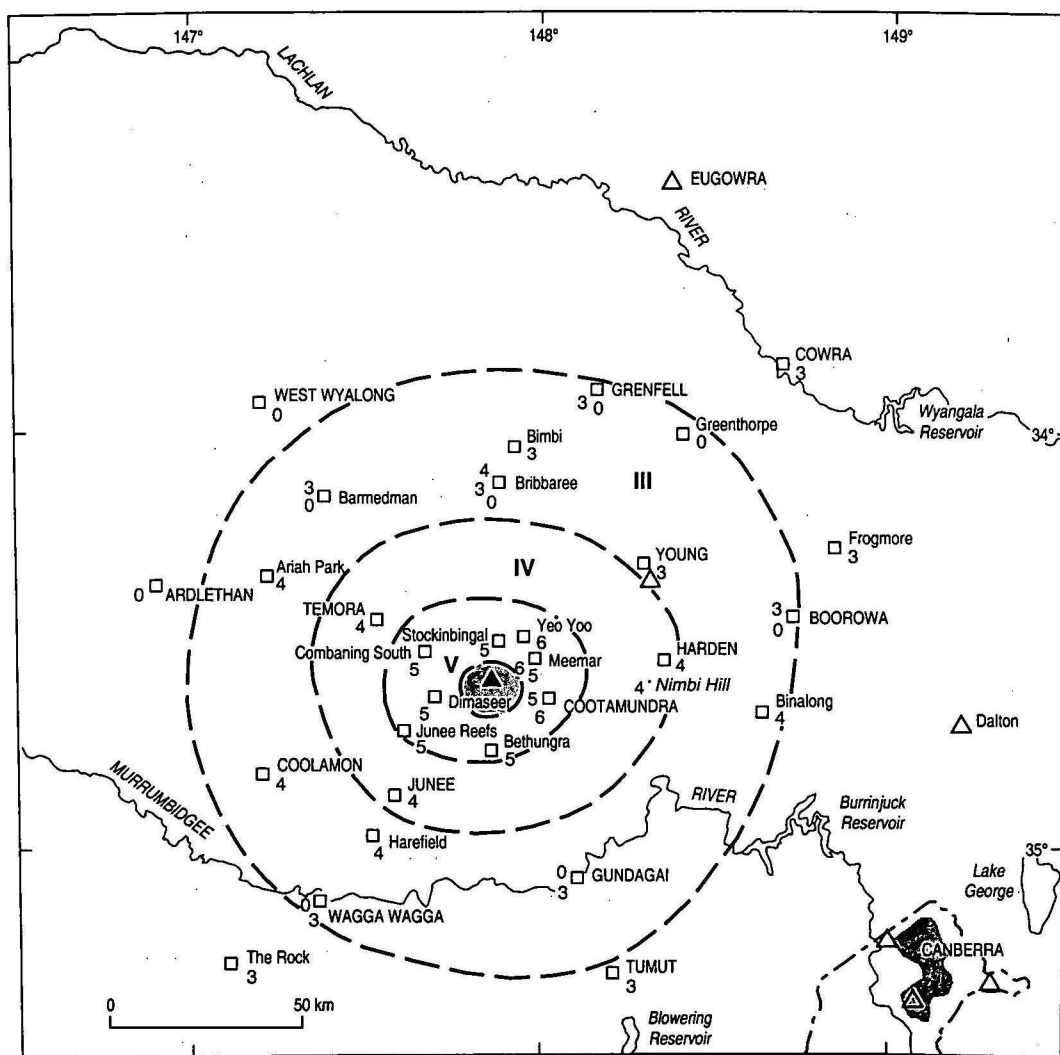 147°
148°
149°
LACHLAN
EUGOWRA
RIVER
COWRA
3
WEST WYALONG
0
GRENFELL
3 0
Wyangala
Reservoir
34°
Greenthorpe
0
Bimbi
3
III
4
3
0
Bribbaree
3
0
Barmedman
Frogmore
3
YOUNG
3
IV
Ariah Park
4
0
ARDLETHAN
3
0
BOOROWA
TEMORA
4
Yeo Yoo
6
Stockinbingal
5
HARDEN
4
Combaning South
5
V
Meemar
6
5
4
Nimbi Hill
Dimaseer
5
5
6
COOTAMUNDRA
Binalong
4
Dalton
Junee Reefs
5
Bethungra
5
COOLAMON
4
JUNEE
4
RIVER
Burrinjuck
Reservoir
MURRUMBIDGEE
Harefield
4
35°
Lake
George
0
3
GUNDAGAI
0
3
WAGGA WAGGA
CANBERRA
The Rock
3
TUMUT
3
0
50 km
Blowering
Reservoir